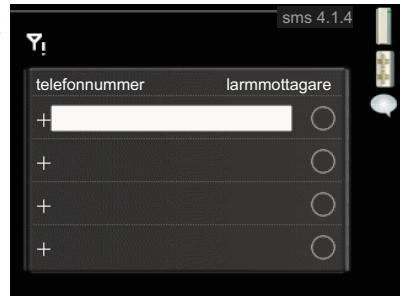 sms 4.1.4
telefonnummer larmmottagare
+
+
+
+